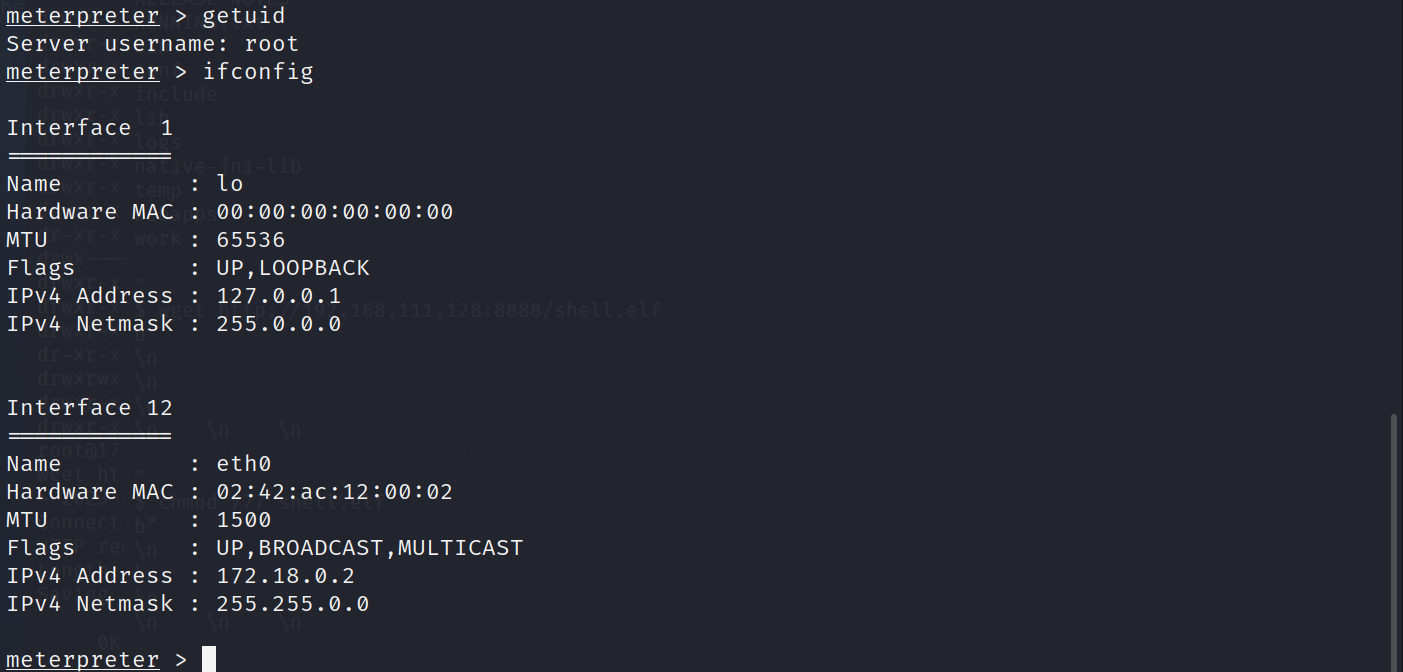 meterpreter > getuid
Server username: root
meterpreter > ifconfig
Interface  1
============
Name         : lo
Hardware MAC : 00:00:00:00:00:00
MTU          : 65536
Flags        : UP,LOOPBACK
IPv4 Address : 127.0.0.1
IPv4 Netmask : 255.0.0.0
Interface 12
============
Name         : eth0
Hardware MAC : 02:42:ac:12:00:02
MTU          : 1500
Flags        : UP,BROADCAST,MULTICAST
IPv4 Address : 172.18.0.2
IPv4 Netmask : 255.255.0.0
meterpreter >